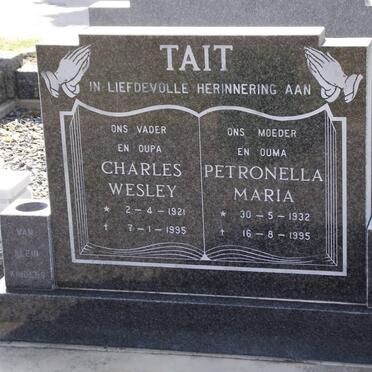 TAIT
IN LIEFDEVOLLE HERINNERING AAN
ONS VADER
EN OUPA
CHARLES
WESLEY
* 2-4-1921
† 7-1-1995
ONS MOEDER
EN OUMA
PETRONELLA
MARIA
* 30-5-1932
† 16-8-1995
VAN
KLEIN
KINDERS